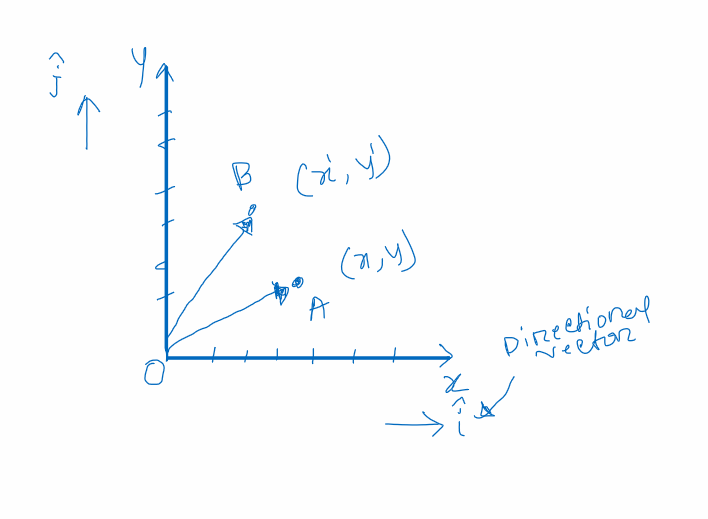 ĵ
y
B (x', y')
(x, y)
A
O
x
Directional
vector
î